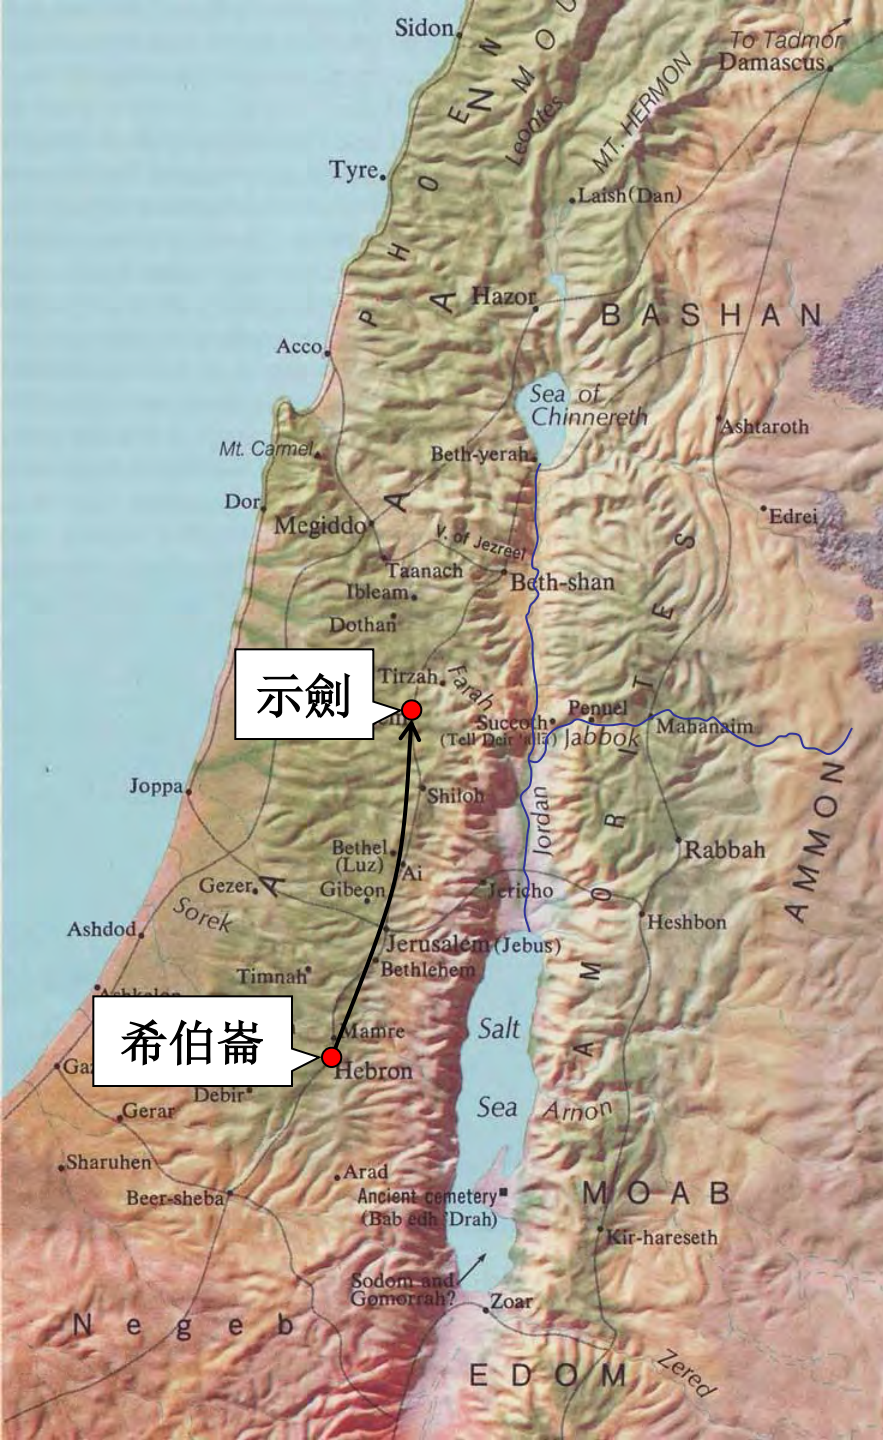 Sidon
To Tadmor
Damascus
MT. HERMON
Leontes
Tyre
Laish (Dan)
Hazor
BASHAN
Acco
Sea of
Chinnereth
Ashtaroth
Mt. Carmel
Beth-yerah
Dor
Megiddo
Edrei
V. of Jezreel
Taanach
Beth-shan
Ibleam
Dothan
Tirzah
Farah
示劍
Penuel
Succoth
(Tell Deir 'alla)
Jabbok
Mahanaim
Joppa
Shiloh
Jordan
AMMON
Bethel
(Luz)
Ai
Rabbah
Gezer
Gibeon
Jericho
Sorek
Heshbon
Ashdod
Jerusalem (Jebus)
Bethlehem
Timnah
Ashkelon
AMORITES
Mamre
Salt
希伯崙
Hebron
Debir
Sea
Arnon
Gerar
Sharuhen
Arad
Beer-sheba
Ancient cemetery
(Bab edh 'Drah)
MOAB
Kir-hareseth
Sodom and
Gomorrah?
Zoar
Negeb
EDOM
Zered